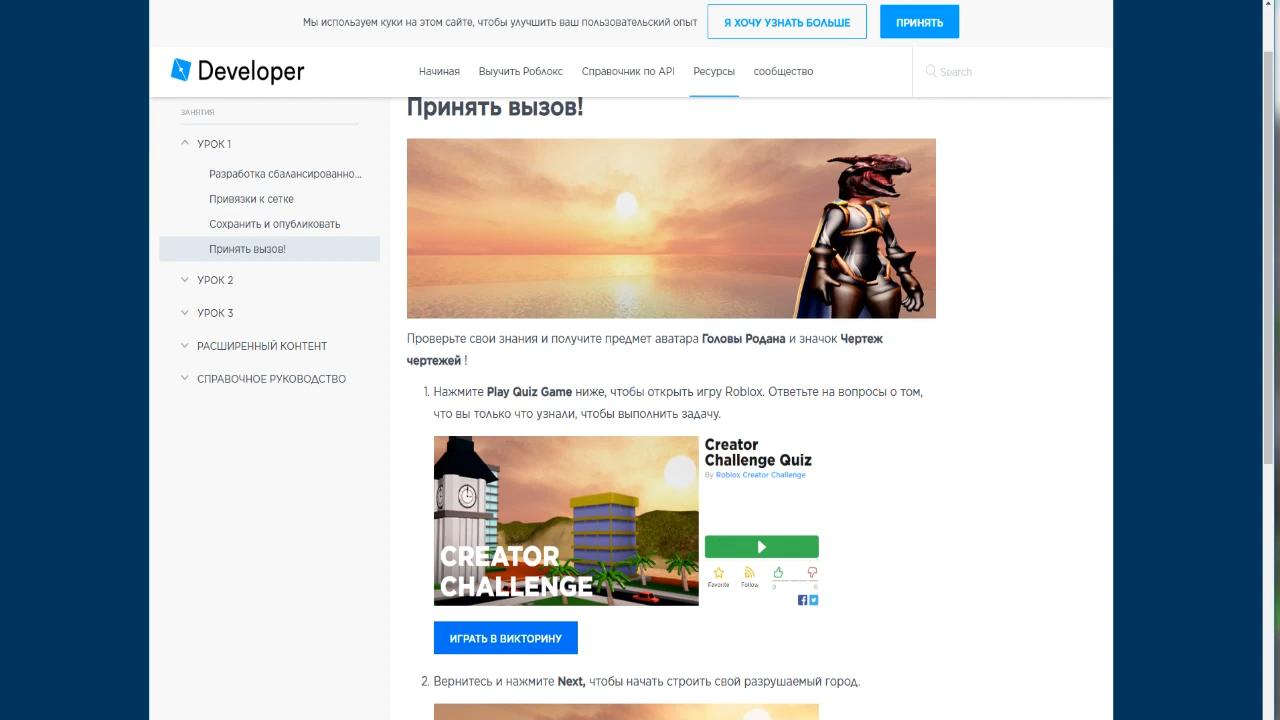 Мы используем куки на этом сайте, чтобы улучшить ваш пользовательский опыт
Я ХОЧУ УЗНАТЬ БОЛЬШЕ
ПРИНЯТЬ
Developer
Начиная
Выучить Роблокс
Справочник по API
Ресурсы
сообщество
Search
ЗАНЯТИЯ
УРОК 1
Разработка сбалансированно...
Привязки к сетке
Сохранить и опубликовать
Принять вызов!
УРОК 2
УРОК 3
РАСШИРЕННЫЙ КОНТЕНТ
СПРАВОЧНОЕ РУКОВОДСТВО
Принять вызов!
Проверьте свои знания и получите предмет аватара Головы Родана и значок Чертеж
чертежей !
1. Нажмите Play Quiz Game ниже, чтобы открыть игру Roblox. Ответьте на вопросы о том,
что вы только что узнали, чтобы выполнить задачу.
CREATOR
CHALLENGE
Creator
Challenge Quiz
By Roblox Creator Challenge
Favorite
Follow
0
0
ИГРАТЬ В ВИКТОРИНУ
2. Вернитесь и нажмите Next, чтобы начать строить свой разрушаемый город.